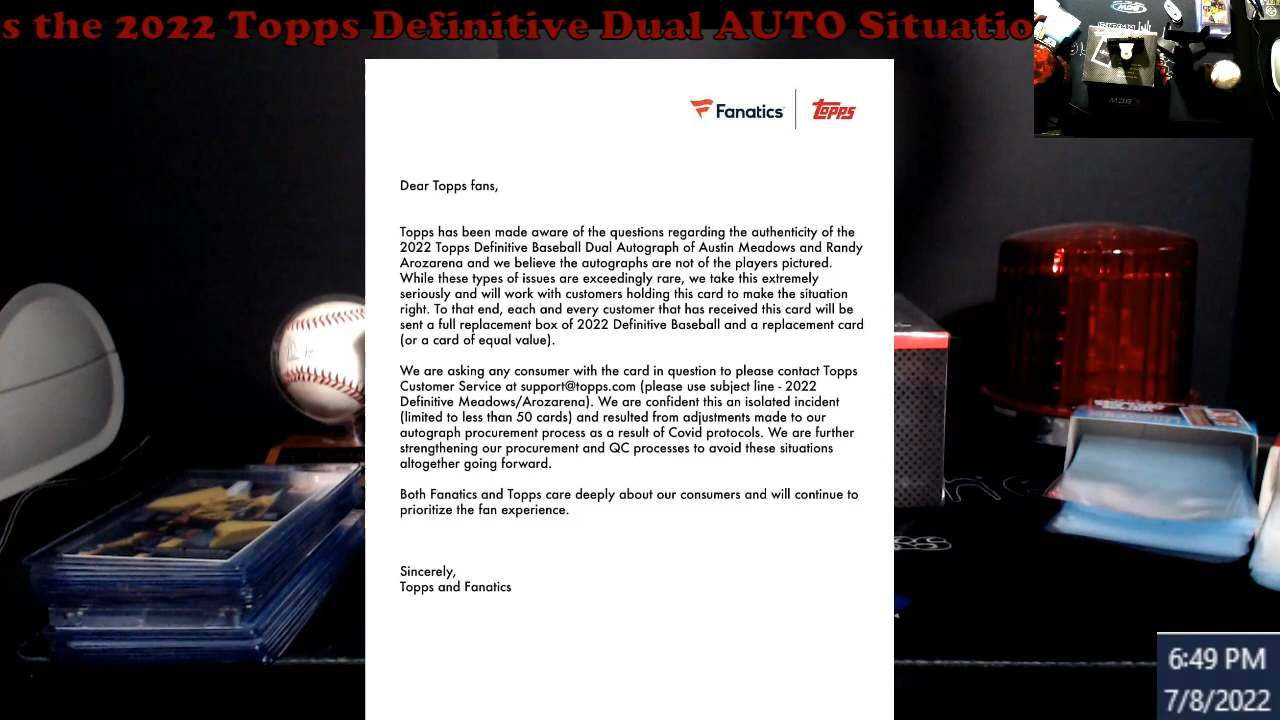 s the 2022 Topps Definitive Dual AUTO Situatio
Fanatics
Topps
Dear Topps fans,
Topps has been made aware of the questions regarding the authenticity of the
2022 Topps Definitive Baseball Dual Autograph of Austin Meadows and Randy
Arozarena and we believe the autographs are not of the players pictured.
While these types of issues are exceedingly rare, we take this extremely
seriously and will work with customers holding this card to make the situation
right. To that end, each and every customer that has received this card will be
sent a full replacement box of 2022 Definitive Baseball and a replacement card
(or a card of equal value).
We are asking any consumer with the card in question to please contact Topps
Customer Service at support@topps.com (please use subject line - 2022
Definitive Meadows/Arozarena). We are confident this an isolated incident
(limited to less than 50 cards) and resulted from adjustments made to our
autograph procurement process as a result of Covid protocols. We are further
strengthening our procurement and QC processes to avoid these situations
altogether going forward.
Both Fanatics and Topps care deeply about our consumers and will continue to
prioritize the fan experience.
Sincerely,
Topps and Fanatics
6:49 PM
7/8/2022